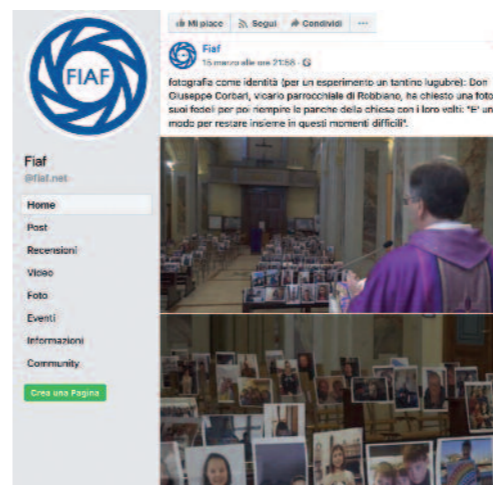 FIAF
Fiaf
@fiaf.net
Home
Post
Recensioni
Video
Foto
Eventi
Informazioni
Community
Crea una Pagina
Mi piace Segui Condividi ...
Fiaf
15 marzo alle ore 21:58 ·
fotografia come identità (per un esperimento un tantino lugubre): Don
Giuseppe Corbari, vicario parrocchiale di Robbiano, ha chiesto una foto
suoi fedeli per poi riempire le panche della chiesa con i loro volti: "E' un
modo per restare insieme in questi momenti difficili".